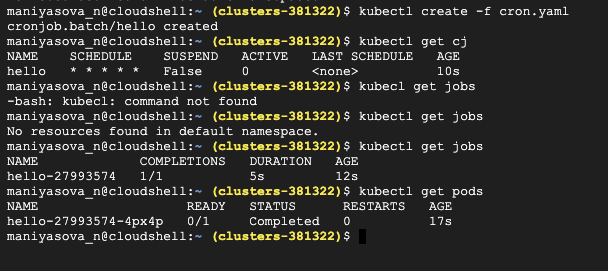 maniyasova_n@cloudshell:~ (clusters-381322)$ kubectl create -f cron.yaml
cronjob.batch/hello created
maniyasova_n@cloudshell:~ (clusters-381322)$ kubectl get cj
NAME SCHEDULE SUSPEND ACTIVE LAST SCHEDULE AGE
hello * * * * * False 0 <none> 10s
maniyasova_n@cloudshell:~ (clusters-381322)$ kubecl get jobs
-bash: kubecl: command not found
maniyasova_n@cloudshell:~ (clusters-381322)$ kubectl get jobs
No resources found in default namespace.
maniyasova_n@cloudshell:~ (clusters-381322)$ kubectl get jobs
NAME COMPLETIONS DURATION AGE
hello-27993574 1/1 5s 12s
maniyasova_n@cloudshell:~ (clusters-381322)$ kubectl get pods
NAME READY STATUS RESTARTS AGE
hello-27993574-4px4p 0/1 Completed 0 17s
maniyasova_n@cloudshell:~ (clusters-381322)$